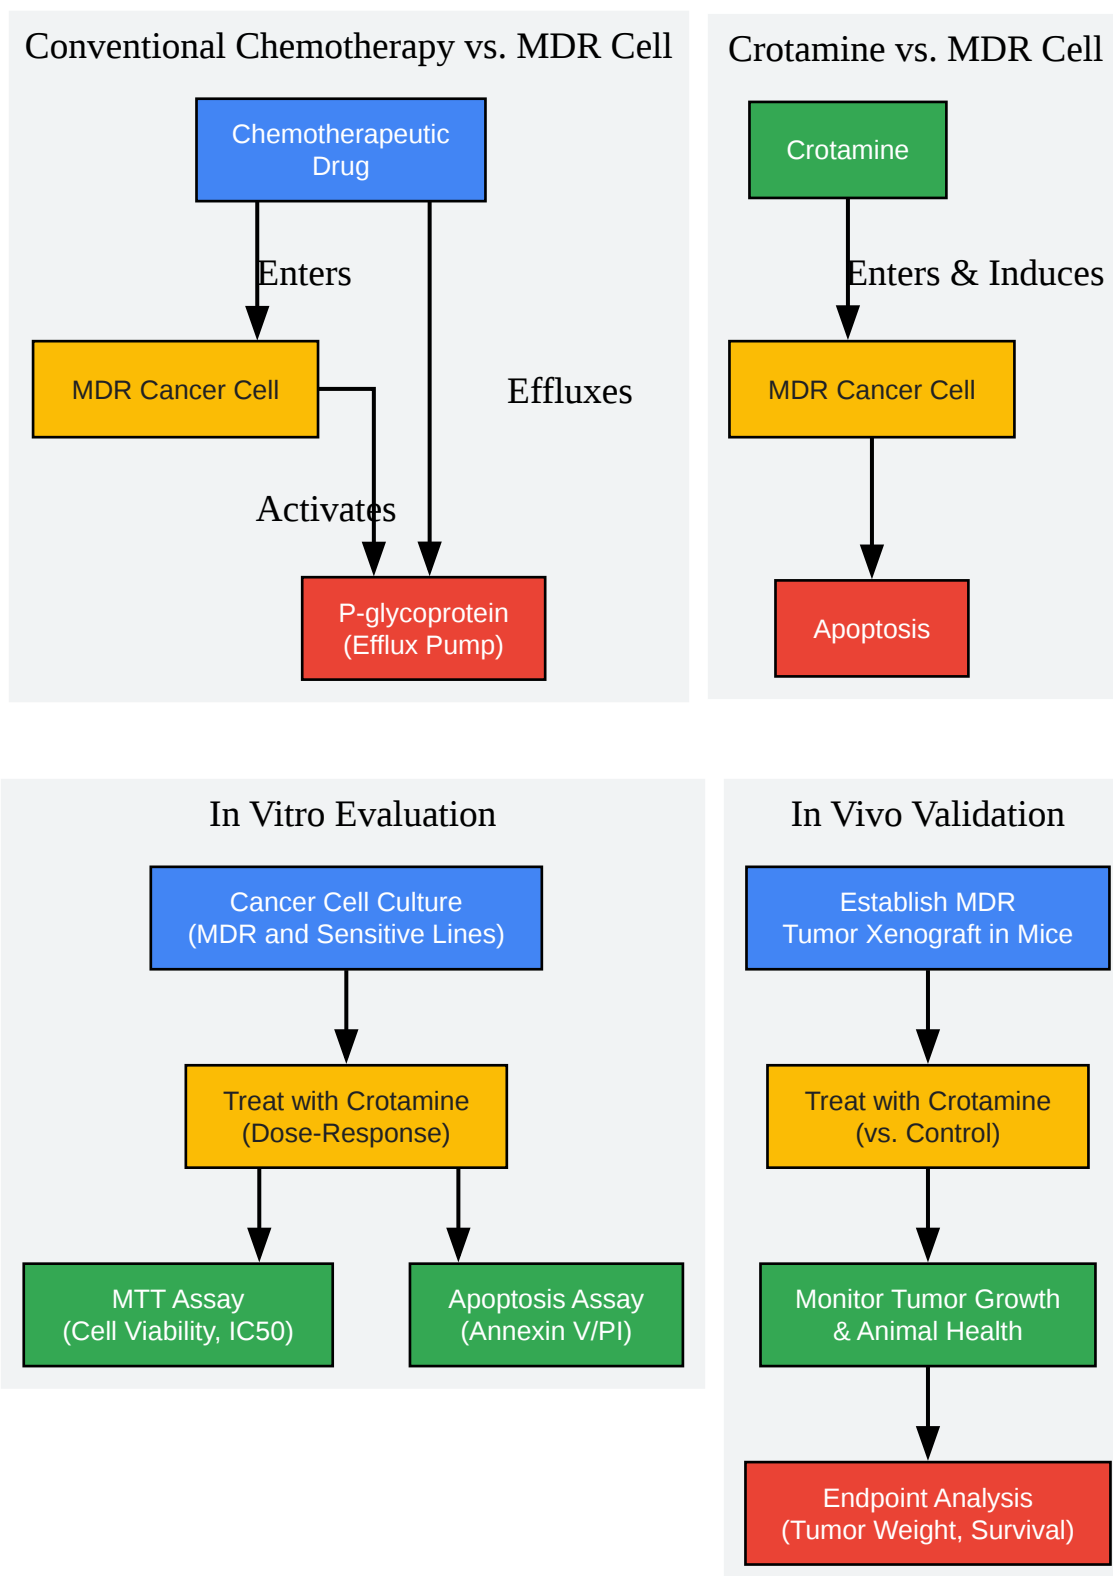 Conventional Chemotherapy vs. MDR Cell
Chemotherapeutic
Drug
Enters
MDR Cancer Cell
Effluxes
Activates
P-glycoprotein
(Efflux Pump)
Crotamine vs. MDR Cell
Crotamine
Enters & Induces
MDR Cancer Cell
Apoptosis
In Vitro Evaluation
Cancer Cell Culture
(MDR and Sensitive Lines)
Treat with Crotamine
(Dose-Response)
MTT Assay
(Cell Viability, IC50)
Apoptosis Assay
(Annexin V/PI)
In Vivo Validation
Establish MDR
Tumor Xenograft in Mice
Treat with Crotamine
(vs. Control)
Monitor Tumor Growth
& Animal Health
Endpoint Analysis
(Tumor Weight, Survival)